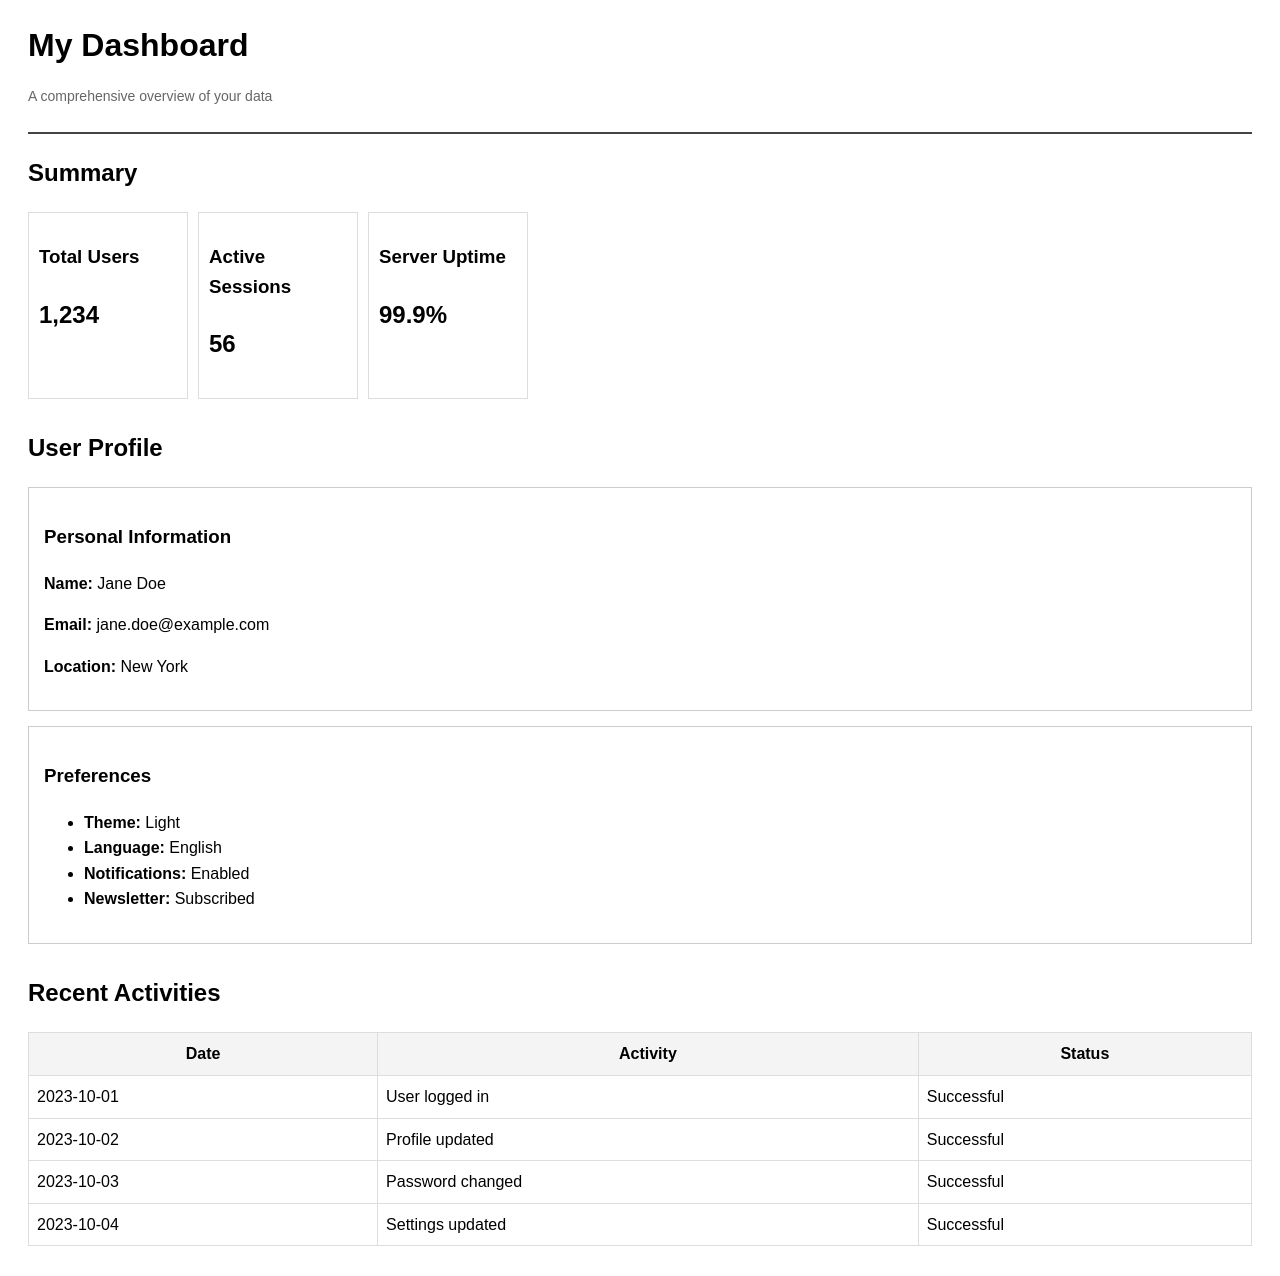 My Dashboard
A comprehensive overview of your data
Summary
Total Users
1,234
Active
Sessions
56
Server Uptime
99.9%
User Profile
Personal Information
Name: Jane Doe
Email: jane.doe@example.com
Location: New York
Preferences
Theme: Light
Language: English
Notifications: Enabled
Newsletter: Subscribed
Recent Activities
Date Activity Status
2023-10-01 User logged in Successful
2023-10-02 Profile updated Successful
2023-10-03 Password changed Successful
2023-10-04 Settings updated Successful